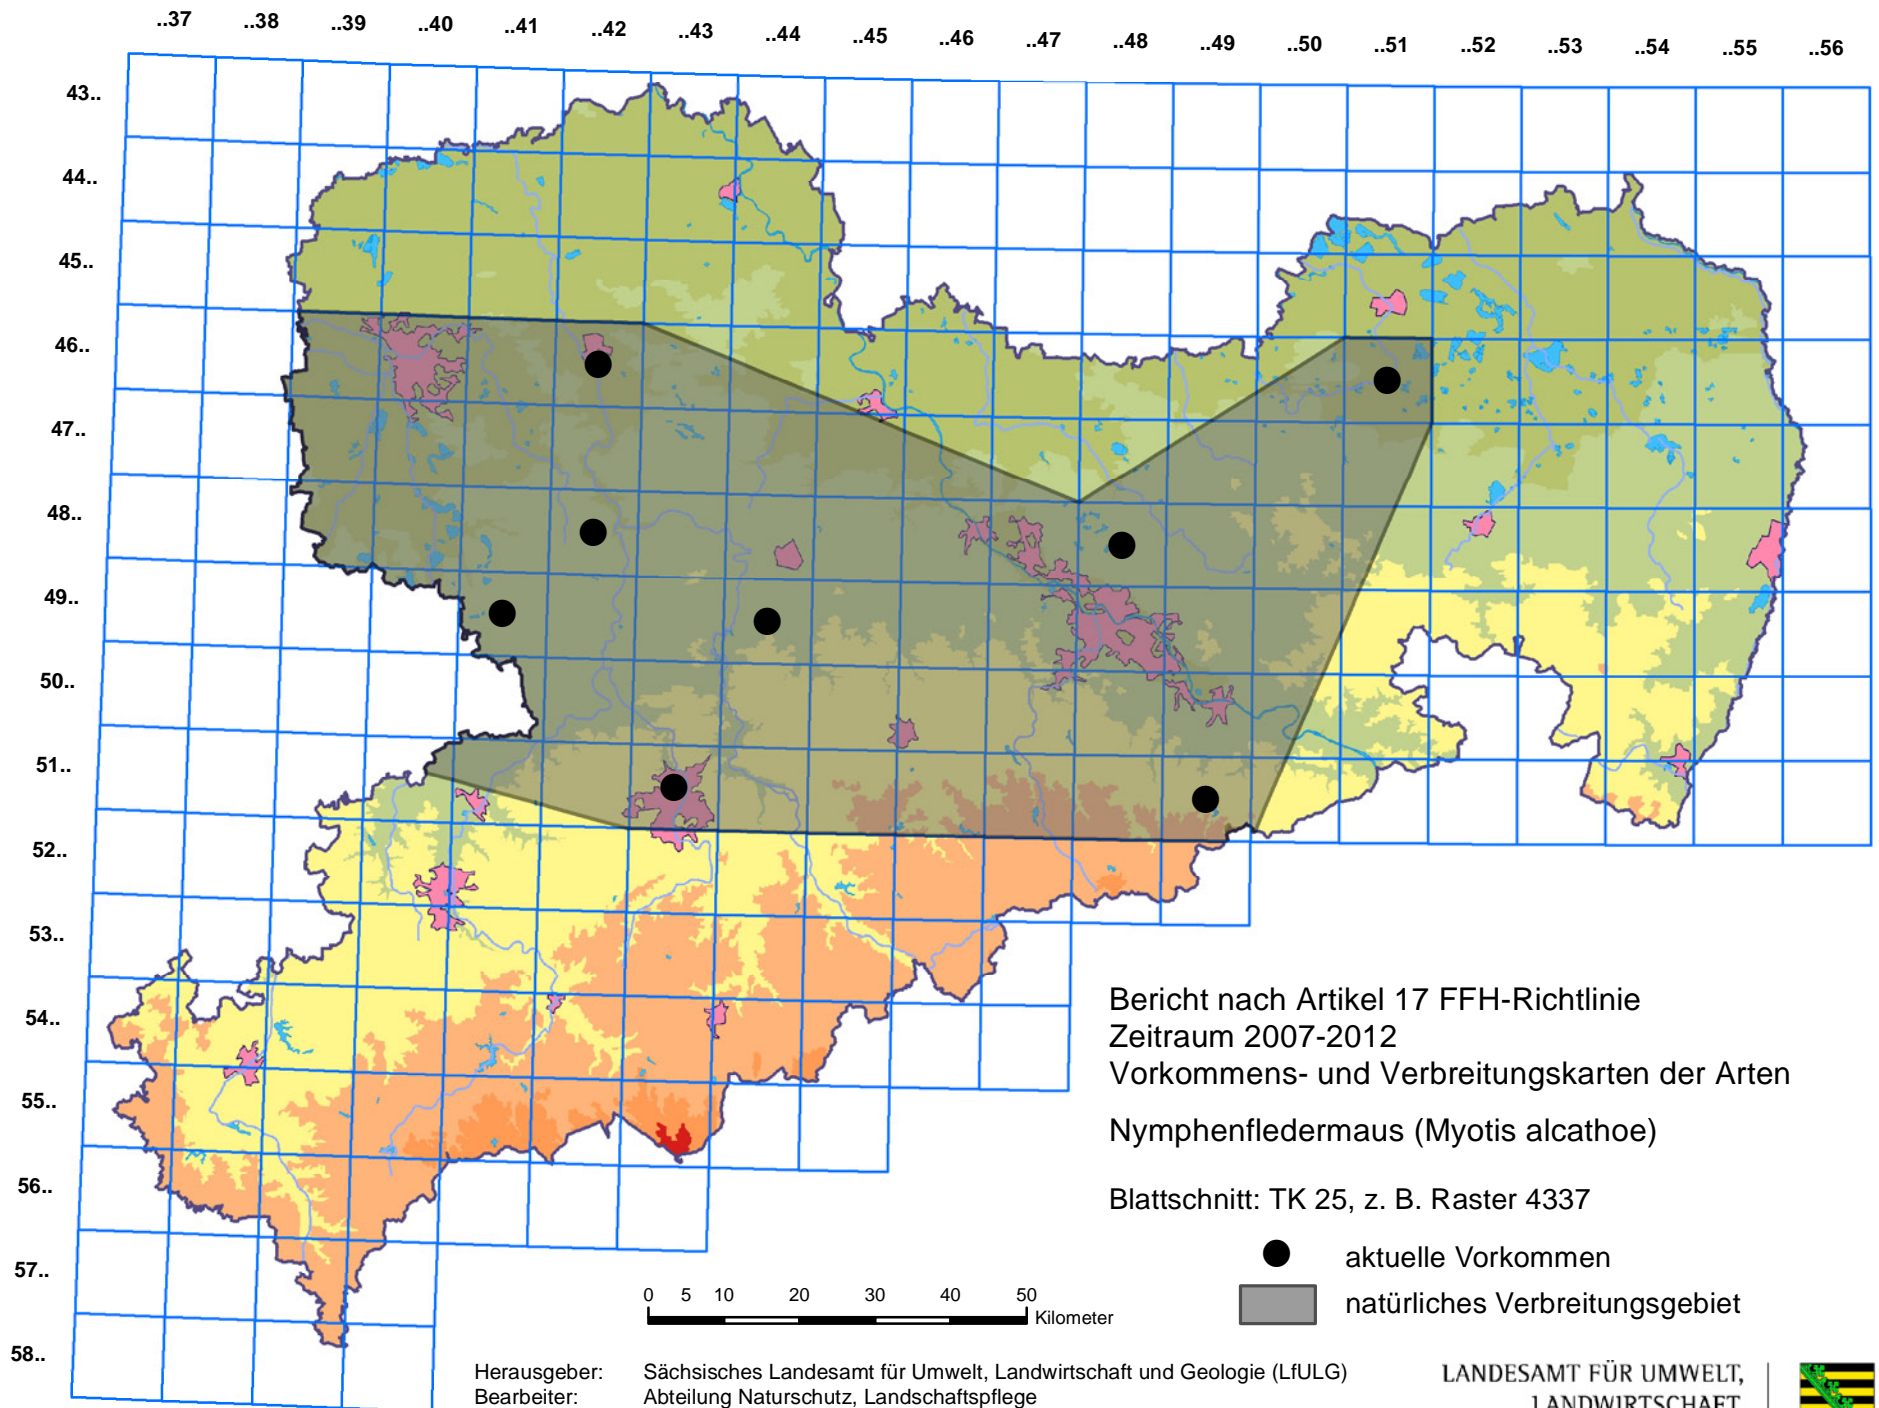 ..37 ..38 ..39 ..40 ..41 ..42 ..43 ..44 ..45 ..46 ..47 ..48 ..49 ..50 ..51 ..52 ..53 ..54 ..55 ..56
43..
44..
45..
46..
47..
48..
49..
50..
51..
52..
53..
54..
55..
56..
57..
58..
Bericht nach Artikel 17 FFH-Richtlinie
Zeitraum 2007-2012
Vorkommens- und Verbreitungskarten der Arten
Nymphenfledermaus (Myotis alcathoe)
Blattschnitt: TK 25, z. B. Raster 4337
aktuelle Vorkommen
natürliches Verbreitungsgebiet
0 5 10 20 30 40 50
Kilometer
Herausgeber: Sächsisches Landesamt für Umwelt, Landwirtschaft und Geologie (LfULG)
Bearbeiter: Abteilung Naturschutz, Landschaftspflege
LANDESAMT FÜR UMWELT,
LANDWIRTSCHAFT